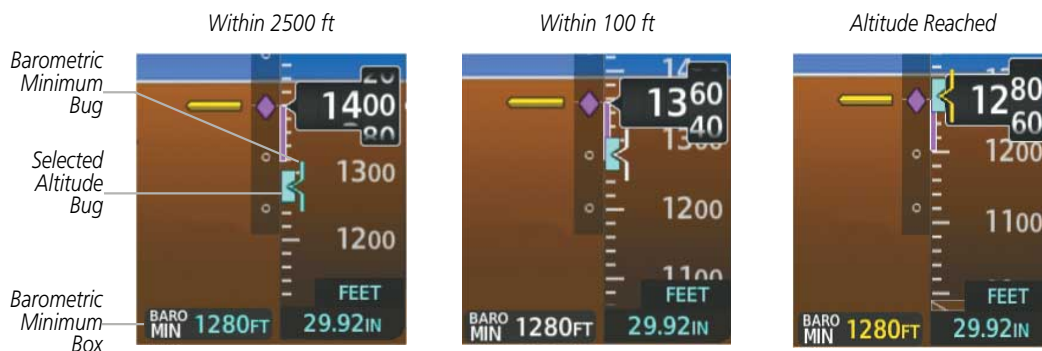 Within 2500 ft
Within 100 ft
Altitude Reached
Barometric
Minimum
Bug
Selected
Altitude
Bug
Barometric
Minimum
Box
20
1400
80
1300
1200
FEET
BARO
MIN 1280FT
29.92IN
14
1360
40
1300
1200
1100
FEET
BARO
MIN 1280FT
29.92IN
1280
60
1200
1100
FEET
BARO
MIN 1280FT
29.92IN